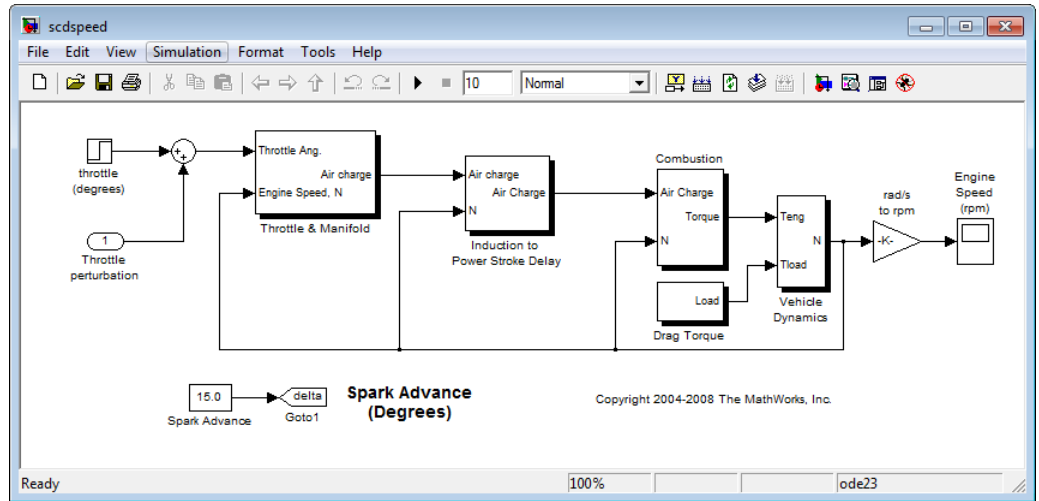 scdspeed
File Edit View Simulation Format Tools Help
10 Normal
throttle
(degrees)
+
+
1
Throttle
perturbation
Throttle Ang.
Air charge
Engine Speed, N
Throttle & Manifold
Air charge
Air Charge
N
Induction to
Power Stroke Delay
Combustion
Air Charge
Torque
N
Load
Drag Torque
Teng
N
Tload
Vehicle
Dynamics
rad/s
to rpm
-K-
Engine
Speed
(rpm)
15.0
Spark Advance
delta
Goto1
Spark Advance
(Degrees)
Copyright 2004-2008 The MathWorks, Inc.
Ready 100% ode23